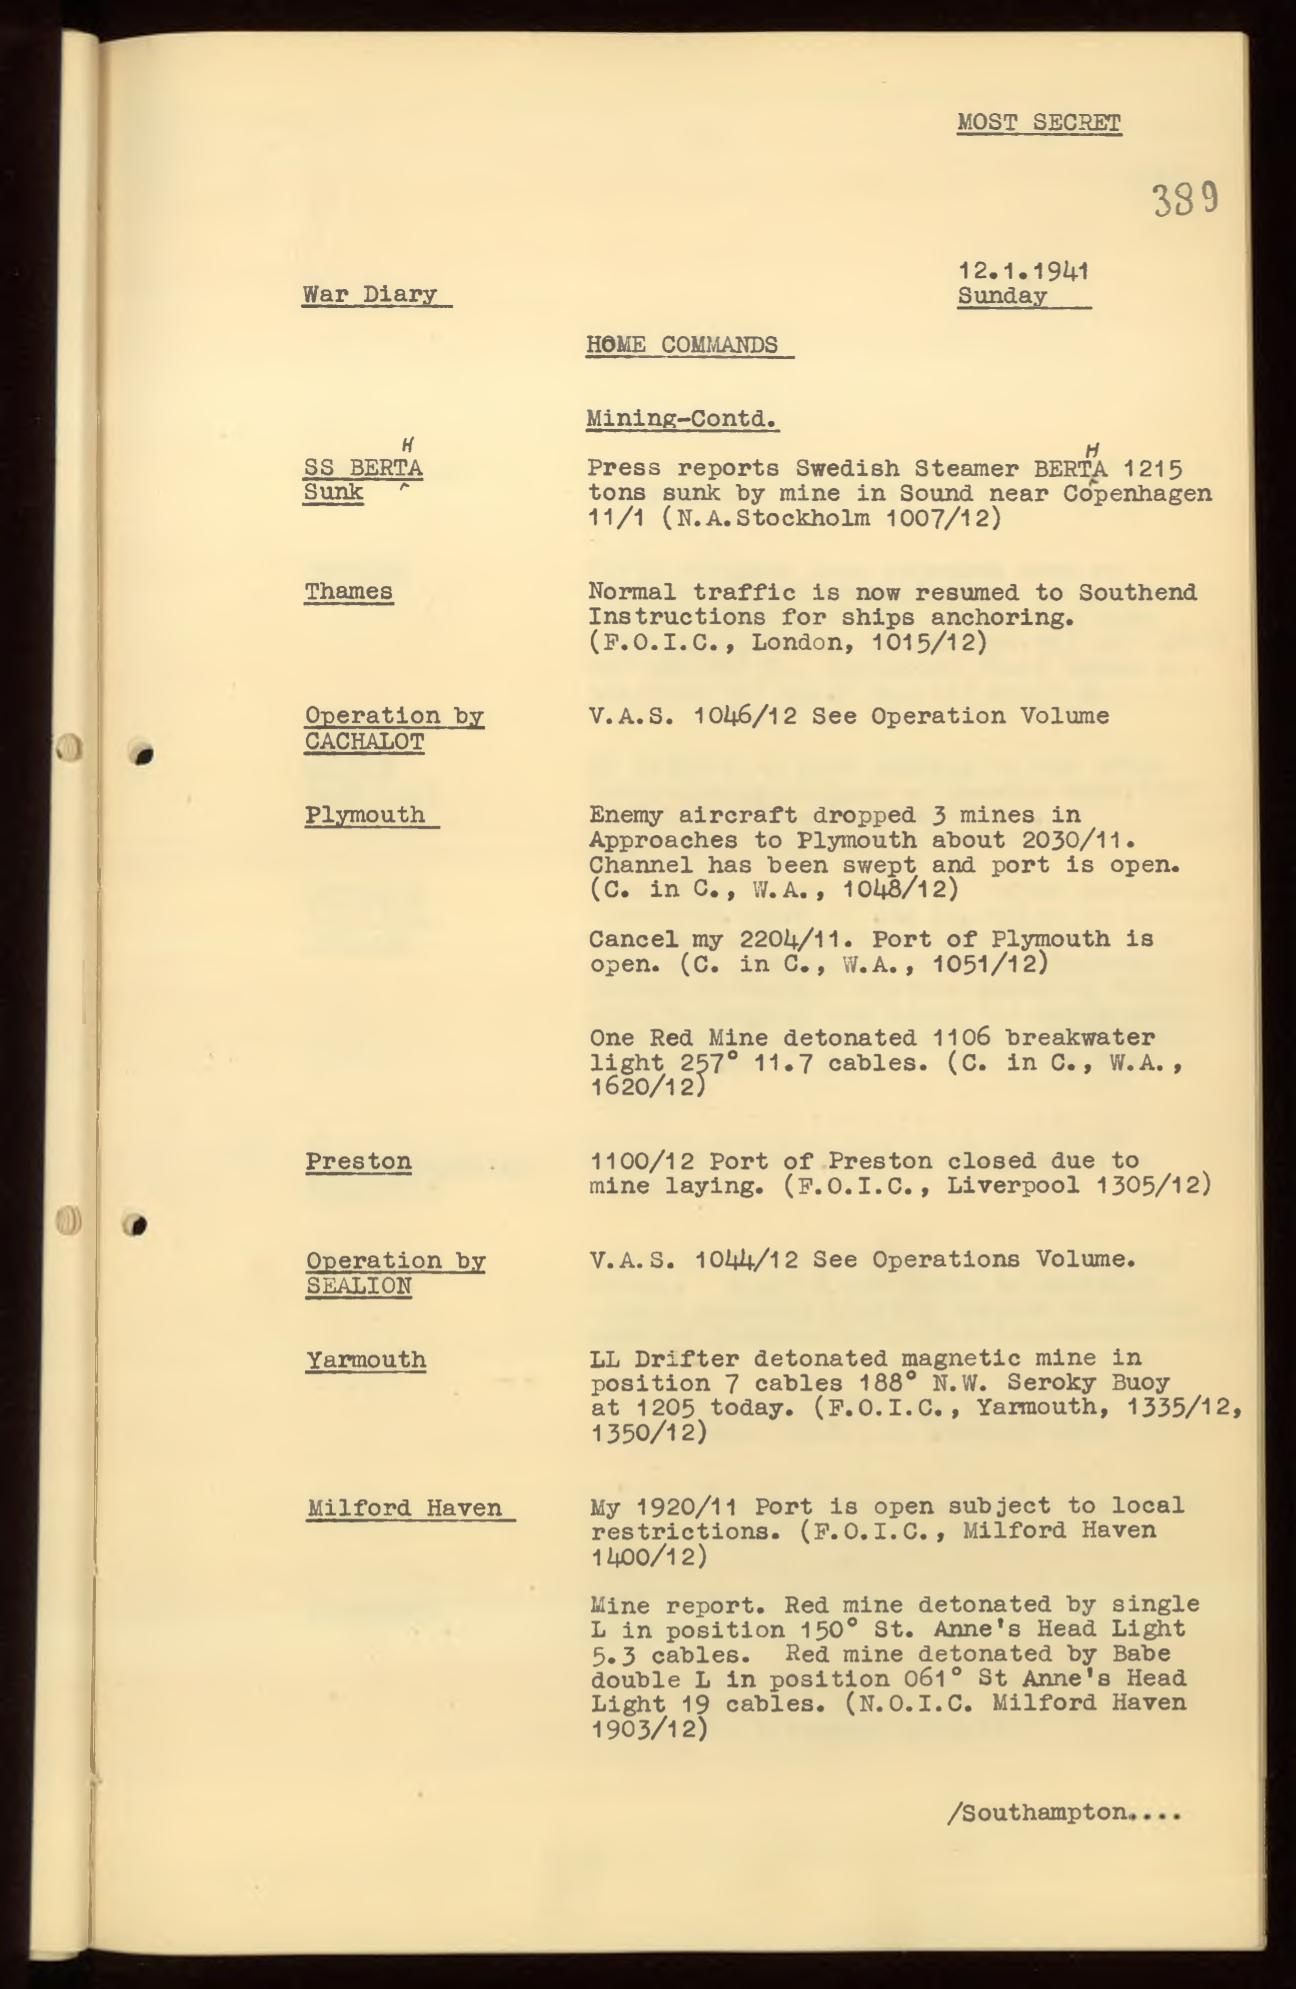 MOST SECRET
389
12.1.1941
War Diary
Sunday
HOME COMMANDS
Mining-Contd.
SS BERTHA
Sunk
Press reports Swedish Steamer BERTHA 1215
tons sunk by mine in Sound near Copenhagen
11/1 (N.A.Stockholm 1007/12)
Thames
Normal traffic is now resumed to Southend
Instructions for ships anchoring.
(F.O.I.C., London, 1015/12)
Operation by
CACHALOT
V.A.S. 1046/12 See Operation Volume
Plymouth
Enemy aircraft dropped 3 mines in
Approaches to Plymouth about 2030/11.
Channel has been swept and port is open.
(C. in C., W.A., 1048/12)
Cancel my 2204/11. Port of Plymouth is
open. (C. in C., W.A., 1051/12)
One Red Mine detonated 1106 breakwater
light 257° 11.7 cables. (C. in C., W.A.,
1620/12)
Preston
1100/12 Port of Preston closed due to
mine laying. (F.O.I.C., Liverpool 1305/12)
Operation by
SEALION
V.A.S. 1044/12 See Operations Volume.
Yarmouth
LL Drifter detonated magnetic mine in
position 7 cables 188° N.W. Seroky Buoy
at 1205 today. (F.O.I.C., Yarmouth, 1335/12,
1350/12)
Milford Haven
My 1920/11 Port is open subject to local
restrictions. (F.O.I.C., Milford Haven
1400/12)
Mine report. Red mine detonated by single
L in position 150° St. Anne's Head Light
5.3 cables. Red mine detonated by Babe
double L in position 061° St Anne's Head
Light 19 cables. (N.O.I.C. Milford Haven
1903/12)
/Southampton....